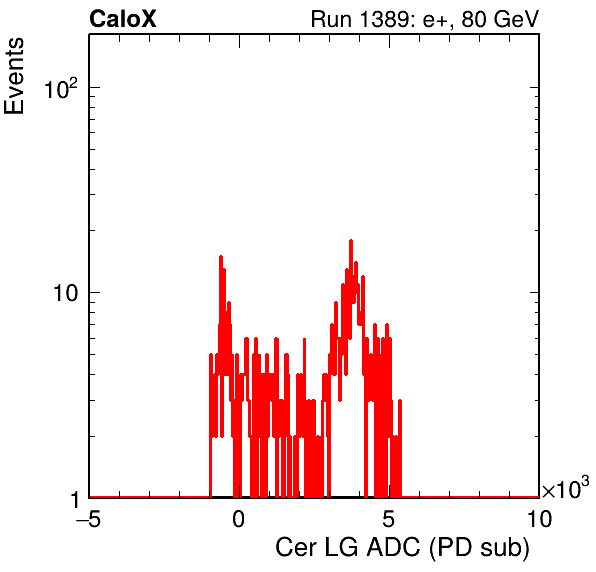 CaloX Run 1389: e+, 80 GeV
Events
10²
10
1
−5 0 5 10
×10³
Cer LG ADC (PD sub)